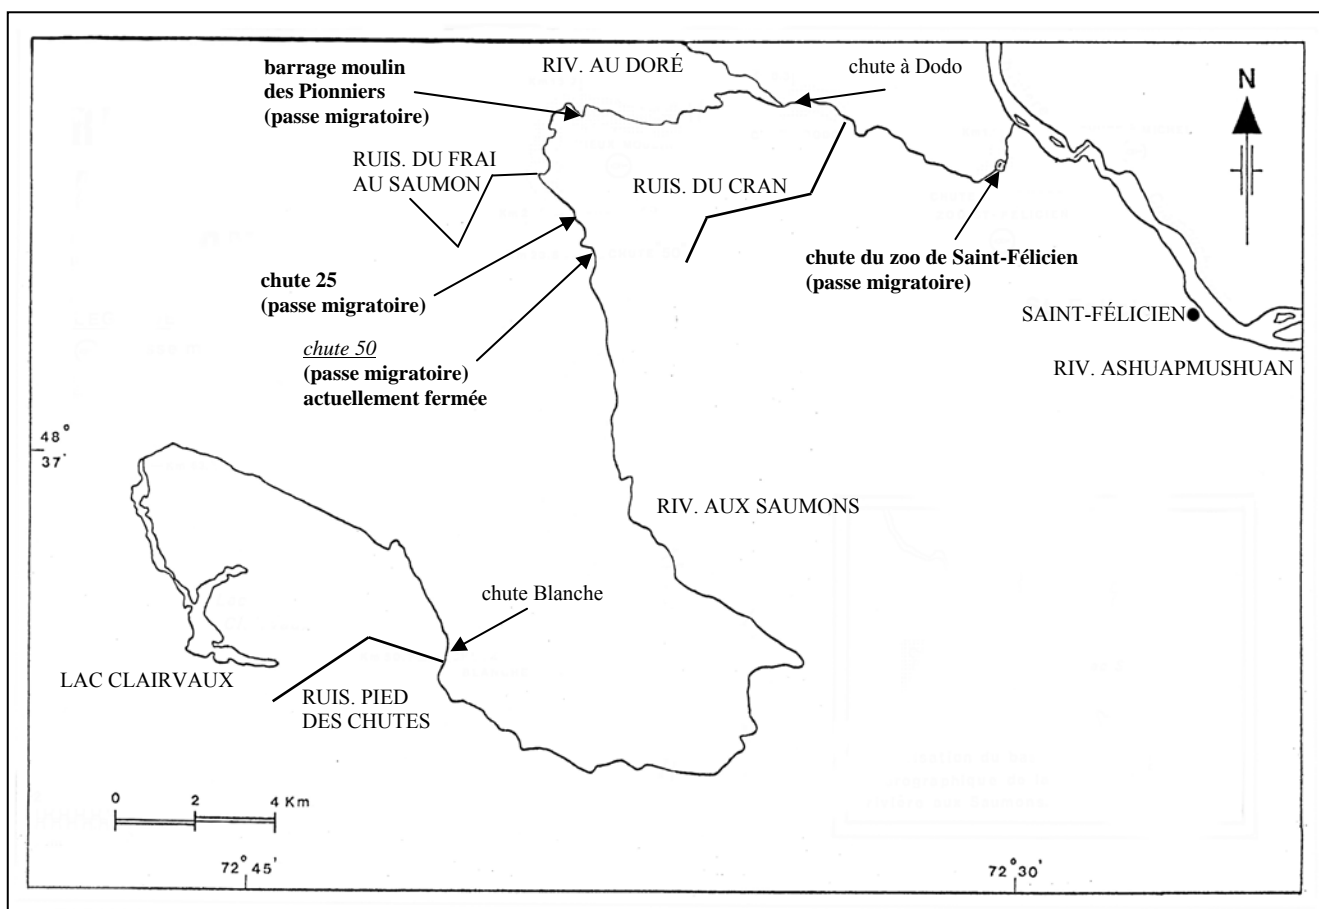 barrage moulin
des Pionniers
(passe migratoire)
RIV. AU DORÉ
chute à Dodo
N
RUIS. DU FRAI
AU SAUMON
RUIS. DU CRAN
chute du zoo de Saint-Félicien
(passe migratoire)
chute 25
(passe migratoire)
SAINT-FÉLICIEN
chute 50
(passe migratoire)
actuellement fermée
RIV. ASHUAPMUSHUAN
48°
37'
RIV. AUX SAUMONS
chute Blanche
LAC CLAIRVAUX
RUIS. PIED
DES CHUTES
0 2 4 Km
72° 45'
72° 30'